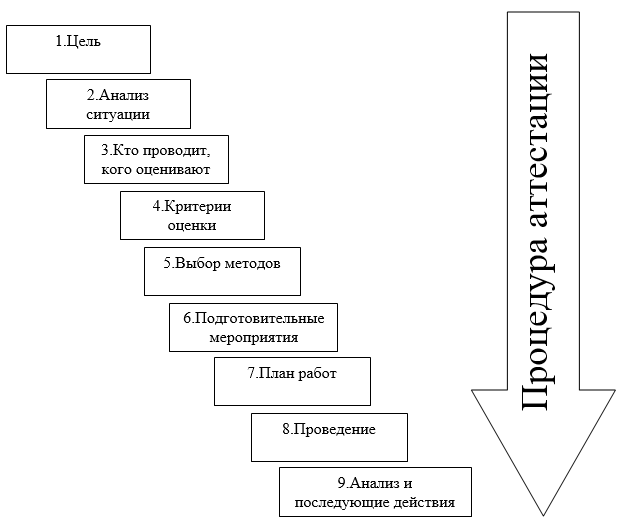 1.Цель
2.Анализ
ситуации
3.Кто проводит,
кого оценивают
4.Критерии
оценки
5.Выбор методов
6.Подготовительные
мероприятия
7.План работ
8.Проведение
9.Анализ и
последующие действия
Процедура аттестации